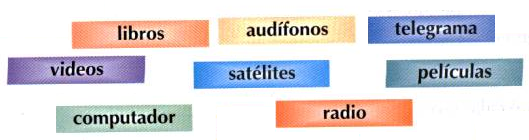 libros audífonos telegrama
videos satélites películas
computador radio